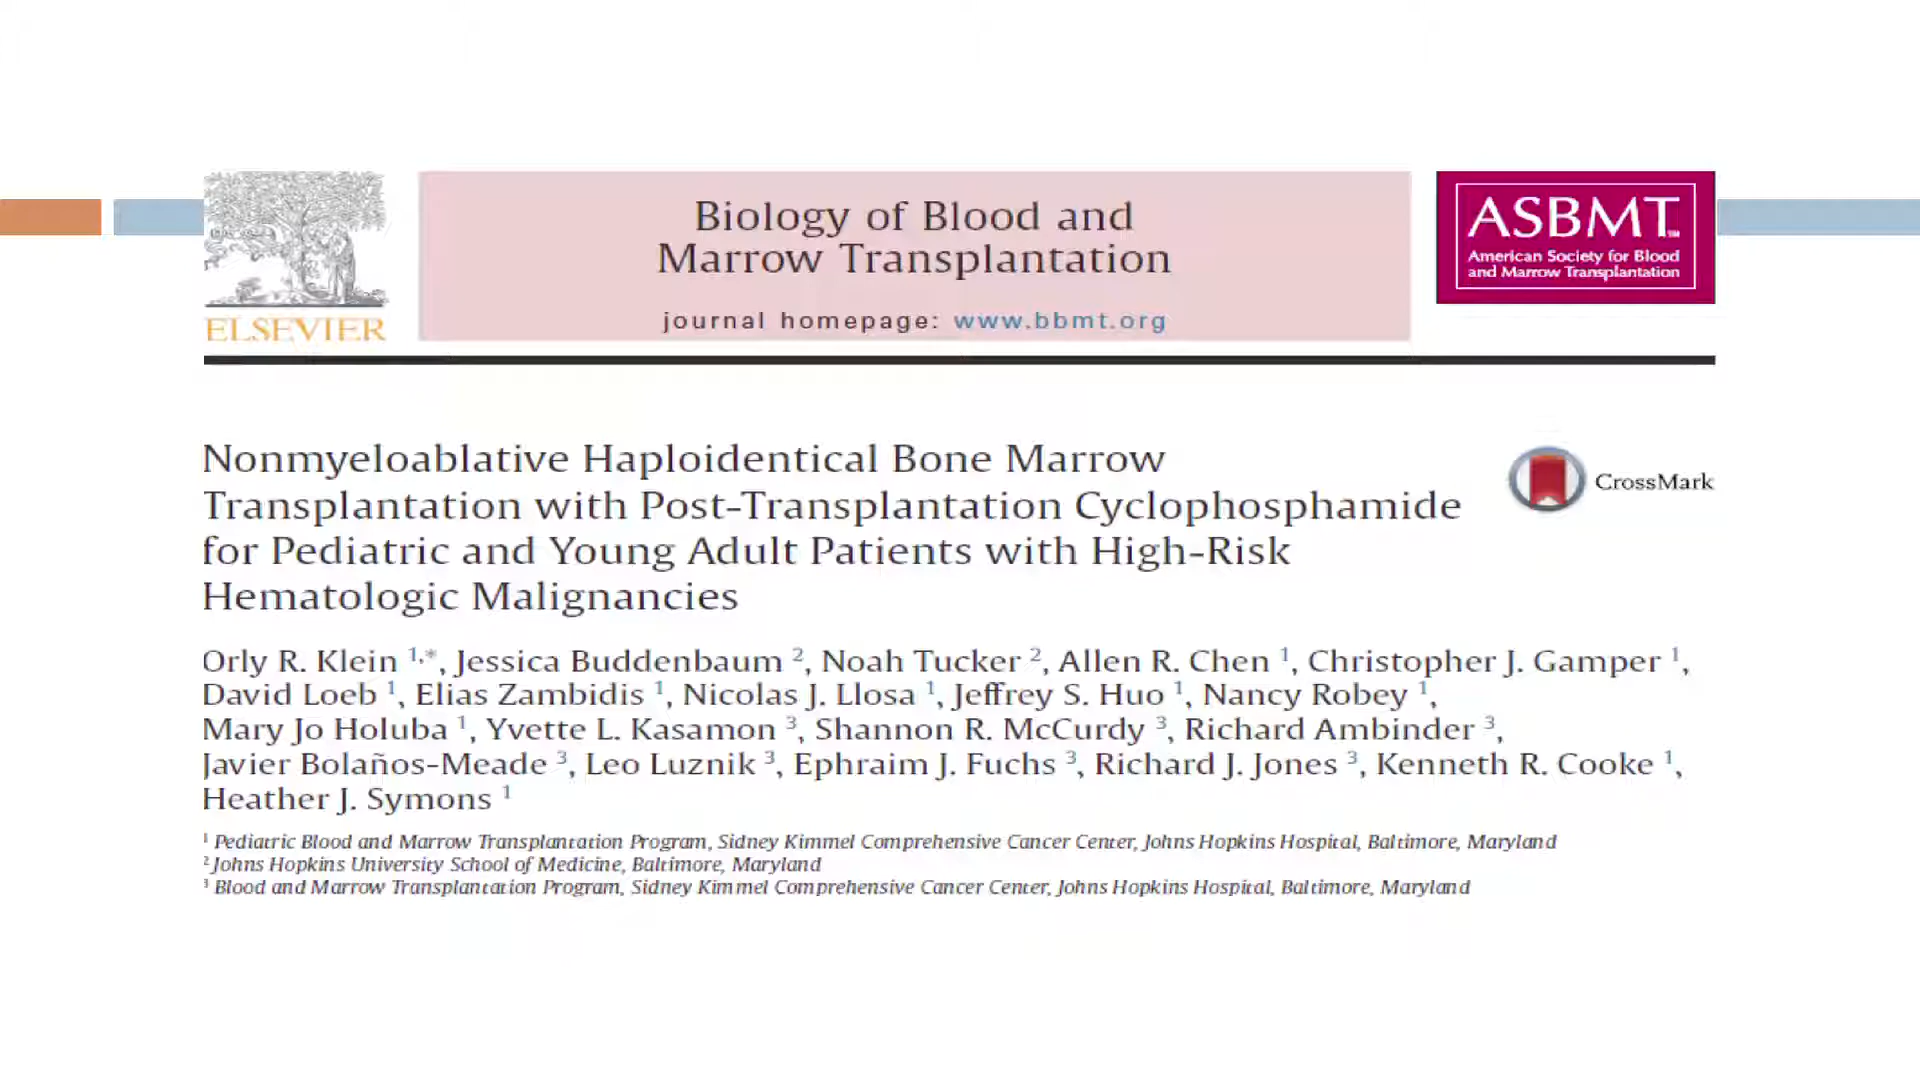 Biology of Blood and
Marrow Transplantation
journal homepage: www.bbmt.org
ELSEVIER
ASBMT™
American Society for Blood
and Marrow Transplantation
Nonmyeloablative Haploidentical Bone Marrow
Transplantation with Post-Transplantation Cyclophosphamide
for Pediatric and Young Adult Patients with High-Risk
Hematologic Malignancies
CrossMark
Orly R. Klein 1,*, Jessica Buddenbaum 2, Noah Tucker 2, Allen R. Chen 1, Christopher J. Gamper 1,
David Loeb 1, Elias Zambidis 1, Nicolas J. Llosa 1, Jeffrey S. Huo 1, Nancy Robey 1,
Mary Jo Holuba 1, Yvette L. Kasamon 3, Shannon R. McCurdy 3, Richard Ambinder 3,
Javier Bolaños-Meade 3, Leo Luznik 3, Ephraim J. Fuchs 3, Richard J. Jones 3, Kenneth R. Cooke 1,
Heather J. Symons 1
1 Pediatric Blood and Marrow Transplantation Program, Sidney Kimmel Comprehensive Cancer Center, Johns Hopkins Hospital, Baltimore, Maryland
2 Johns Hopkins University School of Medicine, Baltimore, Maryland
3 Blood and Marrow Transplantation Program, Sidney Kimmel Comprehensive Cancer Center, Johns Hopkins Hospital, Baltimore, Maryland